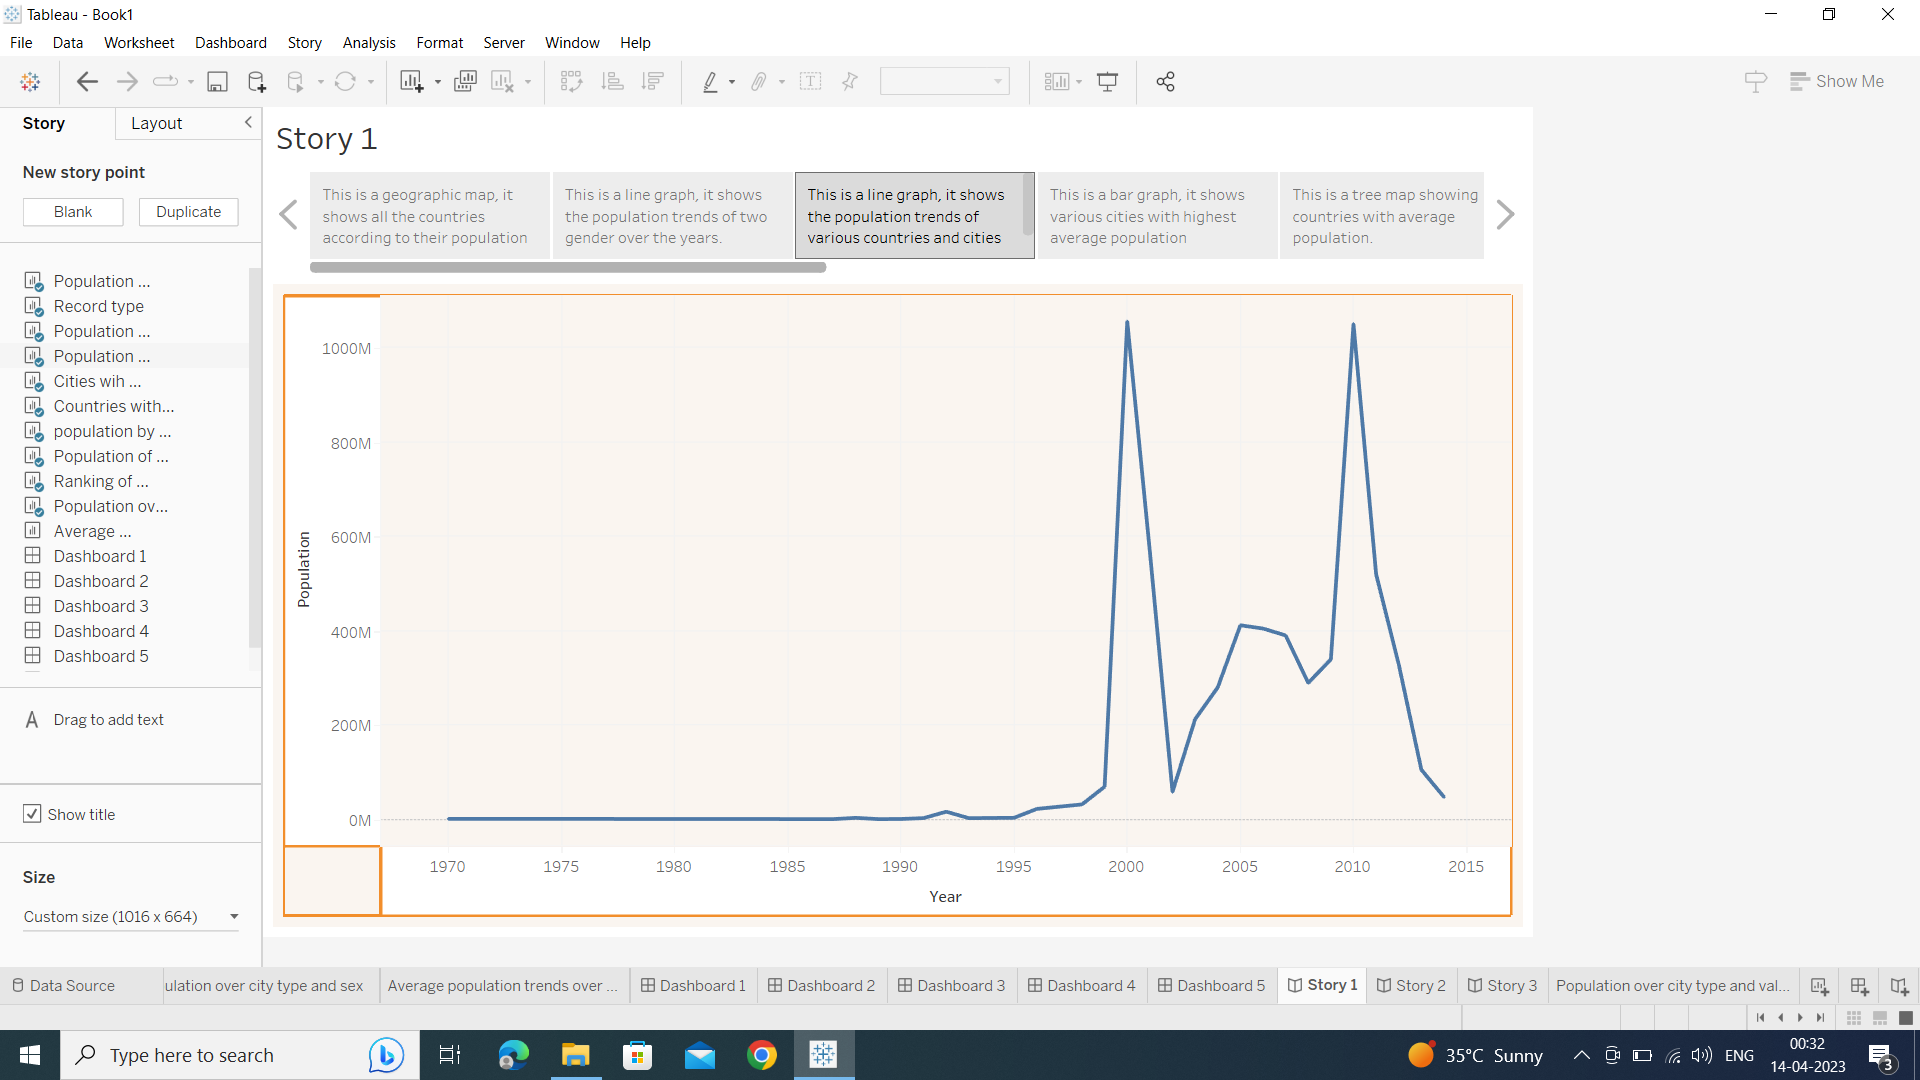 Tableau - Book1
File Data Worksheet Dashboard Story Analysis Format Server Window Help
Show Me
Story Layout
New story point
Blank Duplicate
Population ...
Record type
Population ...
Population ...
Cities wih ...
Countries with...
population by ...
Population of ...
Ranking of ...
Population ov...
Average ...
Dashboard 1
Dashboard 2
Dashboard 3
Dashboard 4
Dashboard 5
A Drag to add text
Show title
Size
Custom size (1016 x 664)
Story 1
This is a geographic map, it
shows all the countries
according to their population
This is a line graph, it shows
the population trends of two
gender over the years.
This is a line graph, it shows
the population trends of
various countries and cities
This is a bar graph, it shows
various cities with highest
average population
This is a tree map showing
countries with average
population.
Population
1000M
800M
600M
400M
200M
0M
1970 1975 1980 1985 1990 1995 2000 2005 2010 2015
Year
Data Source ulation over city type and sex Average population trends over ... Dashboard 1 Dashboard 2 Dashboard 3 Dashboard 4 Dashboard 5 Story 1 Story 2 Story 3 Population over city type and val...
Type here to search
35°C Sunny
ENG
00:32
14-04-2023
3